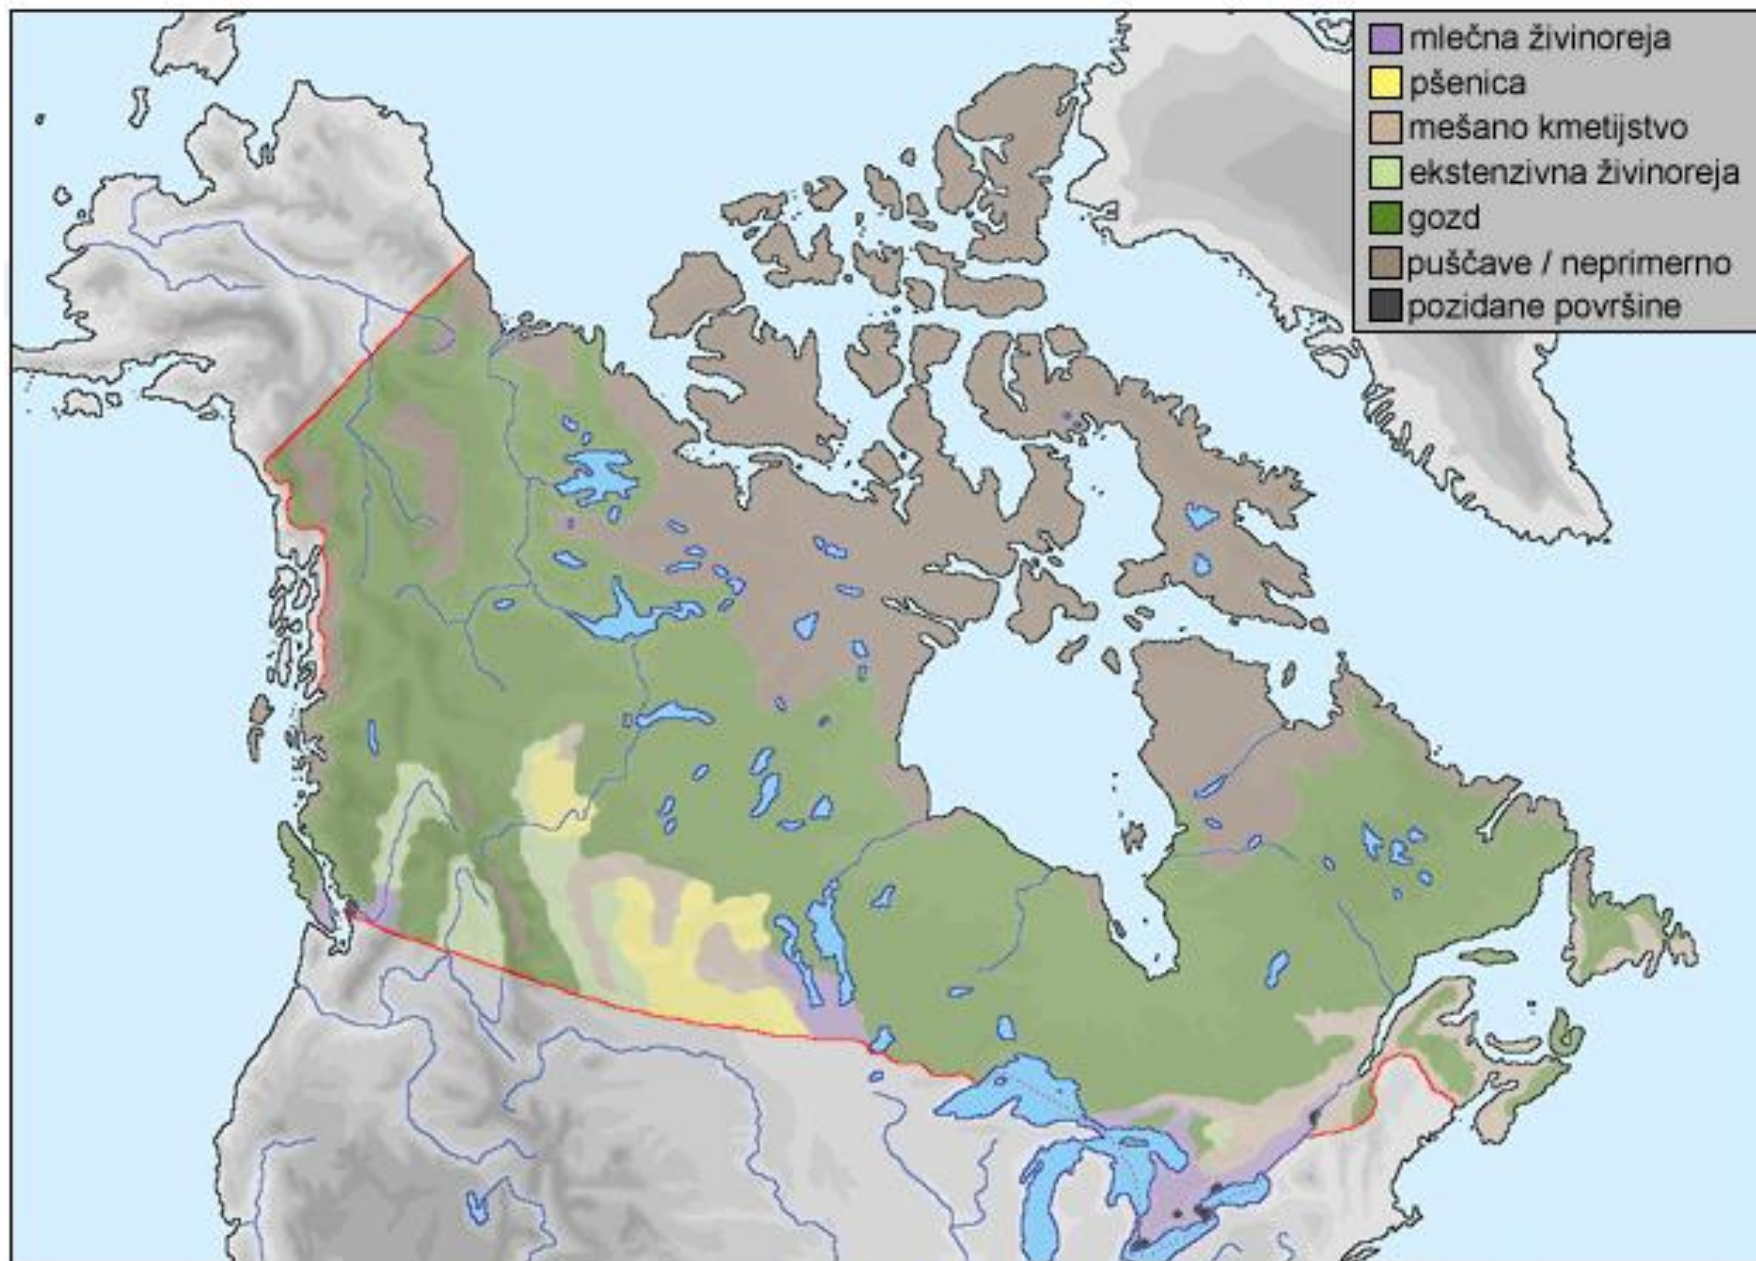 mlečna živinoreja
pšenica
mešano kmetijstvo
ekstenzivna živinoreja
gozd
puščave / neprimerno
pozidane površine